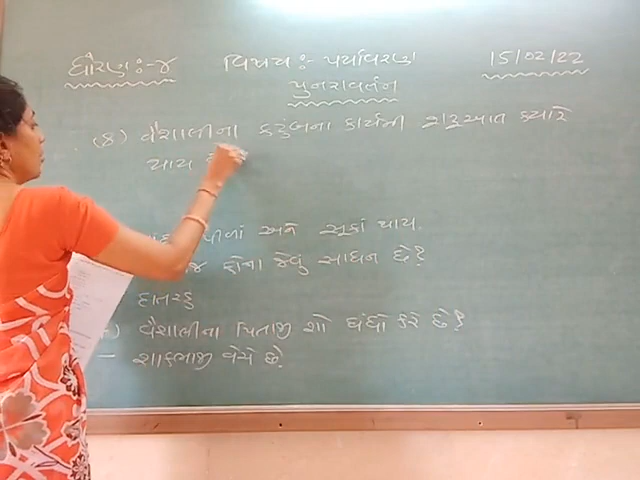 ધોરણ:-૪ વિષય:- પર્યાવરણ 15/02/22
પુનરાવર્તન
(૪) વૈશાલીના કુટુંબના કાર્યની શરૂઆત ક્યારે
થાય
પીળાં અને સૂકાં થાય.
કોના જેવું સાધન છે?
દાતરડું
વૈશાલીના પિતાજી શો ધંધો કરે છે?
– શાકભાજી વેચે છે.